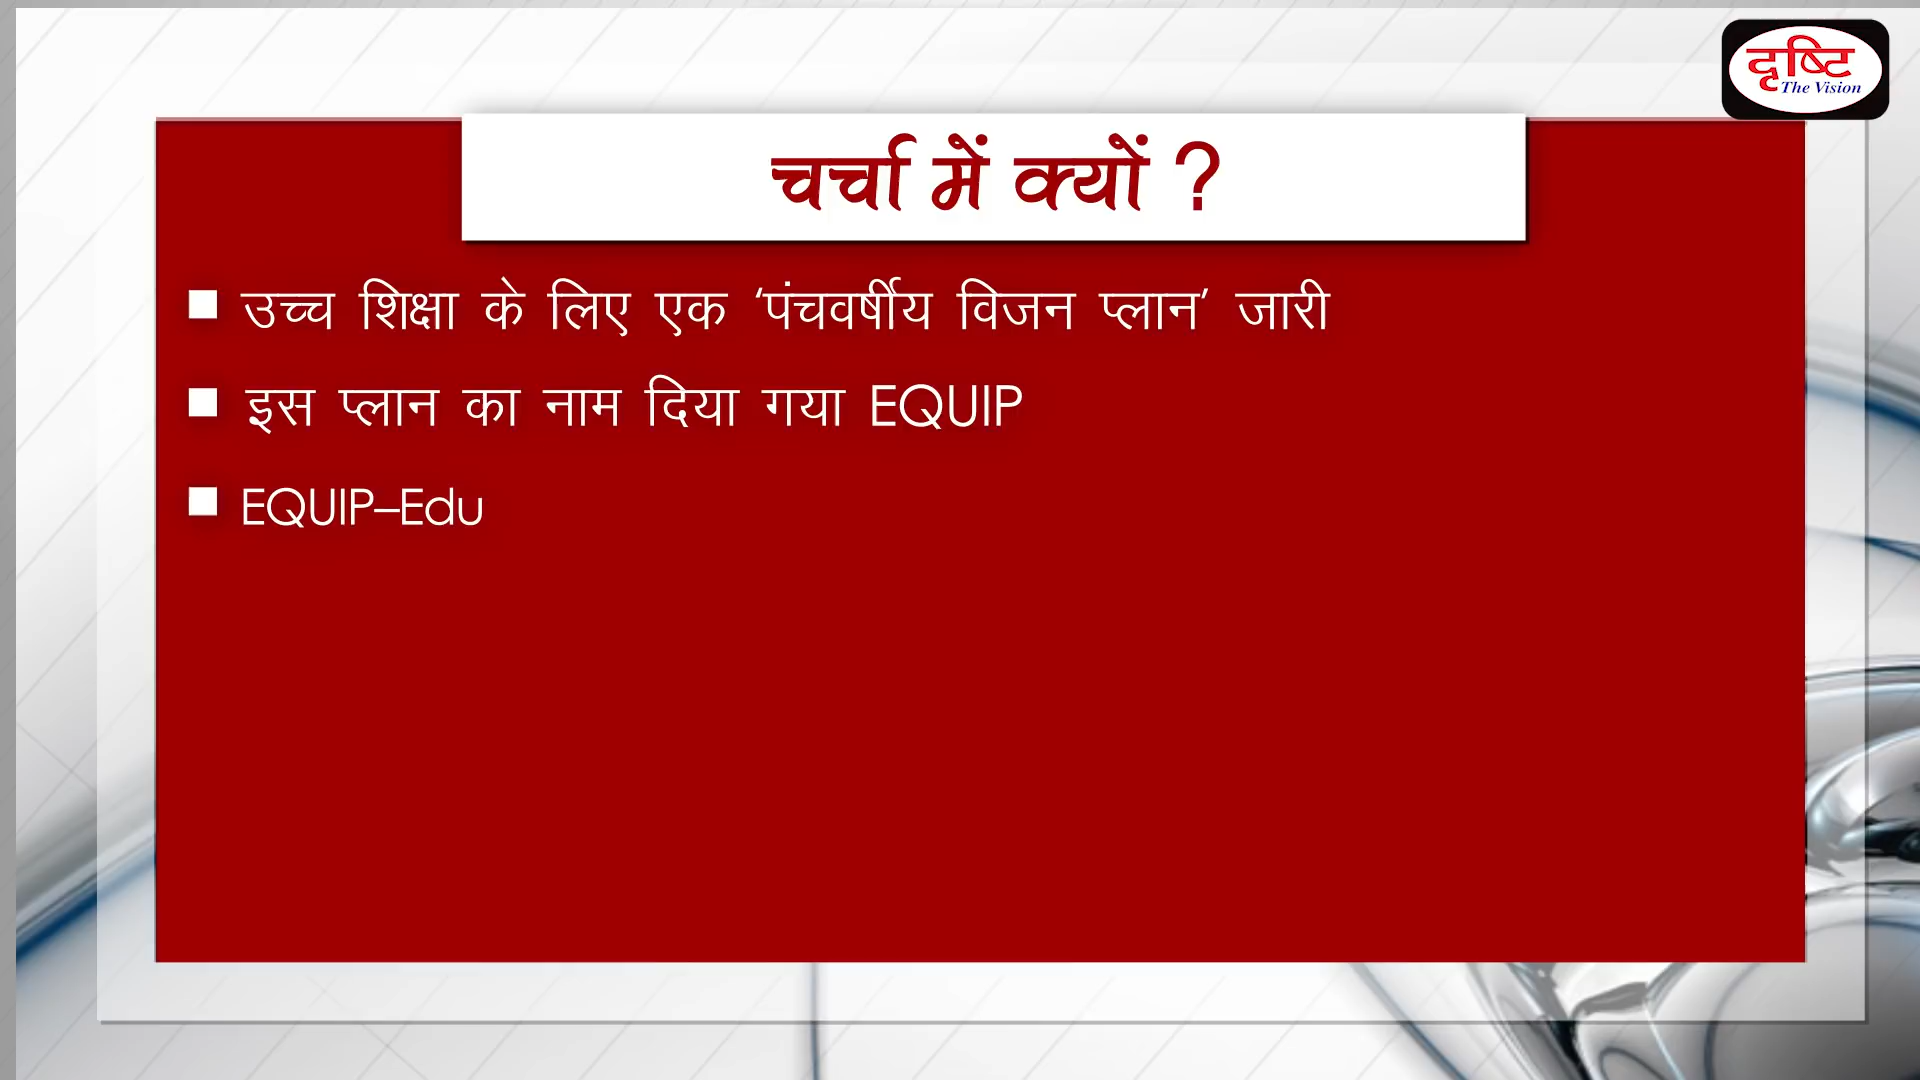 दृष्टि
The Vision
चर्चा में क्यों ?
■ उच्च शिक्षा के लिए एक ‘पंचवर्षीय विजन प्लान’ जारी
■ इस प्लान का नाम दिया गया EQUIP
■ EQUIP–Edu